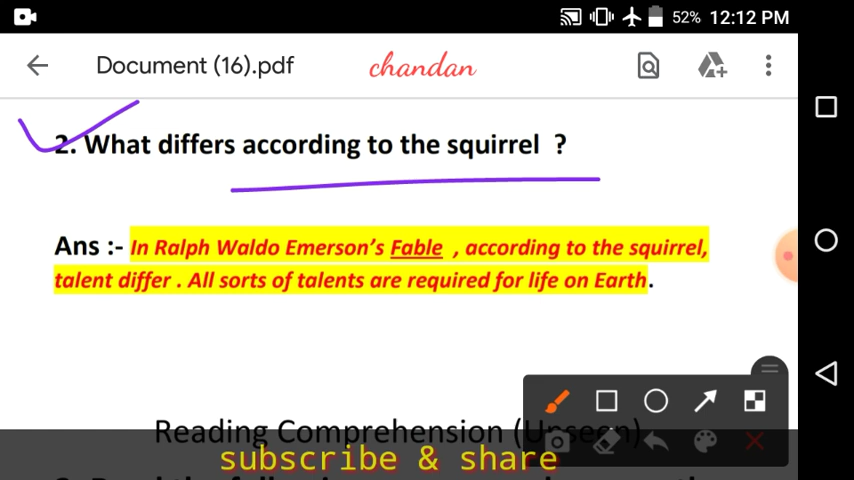 52% 12:12 PM
Document (16).pdf
chandan
2. What differs according to the squirrel ?
Ans :- In Ralph Waldo Emerson's Fable , according to the squirrel,
talent differ . All sorts of talents are required for life on Earth.
Reading Comprehension (Unseen)
subscribe & share